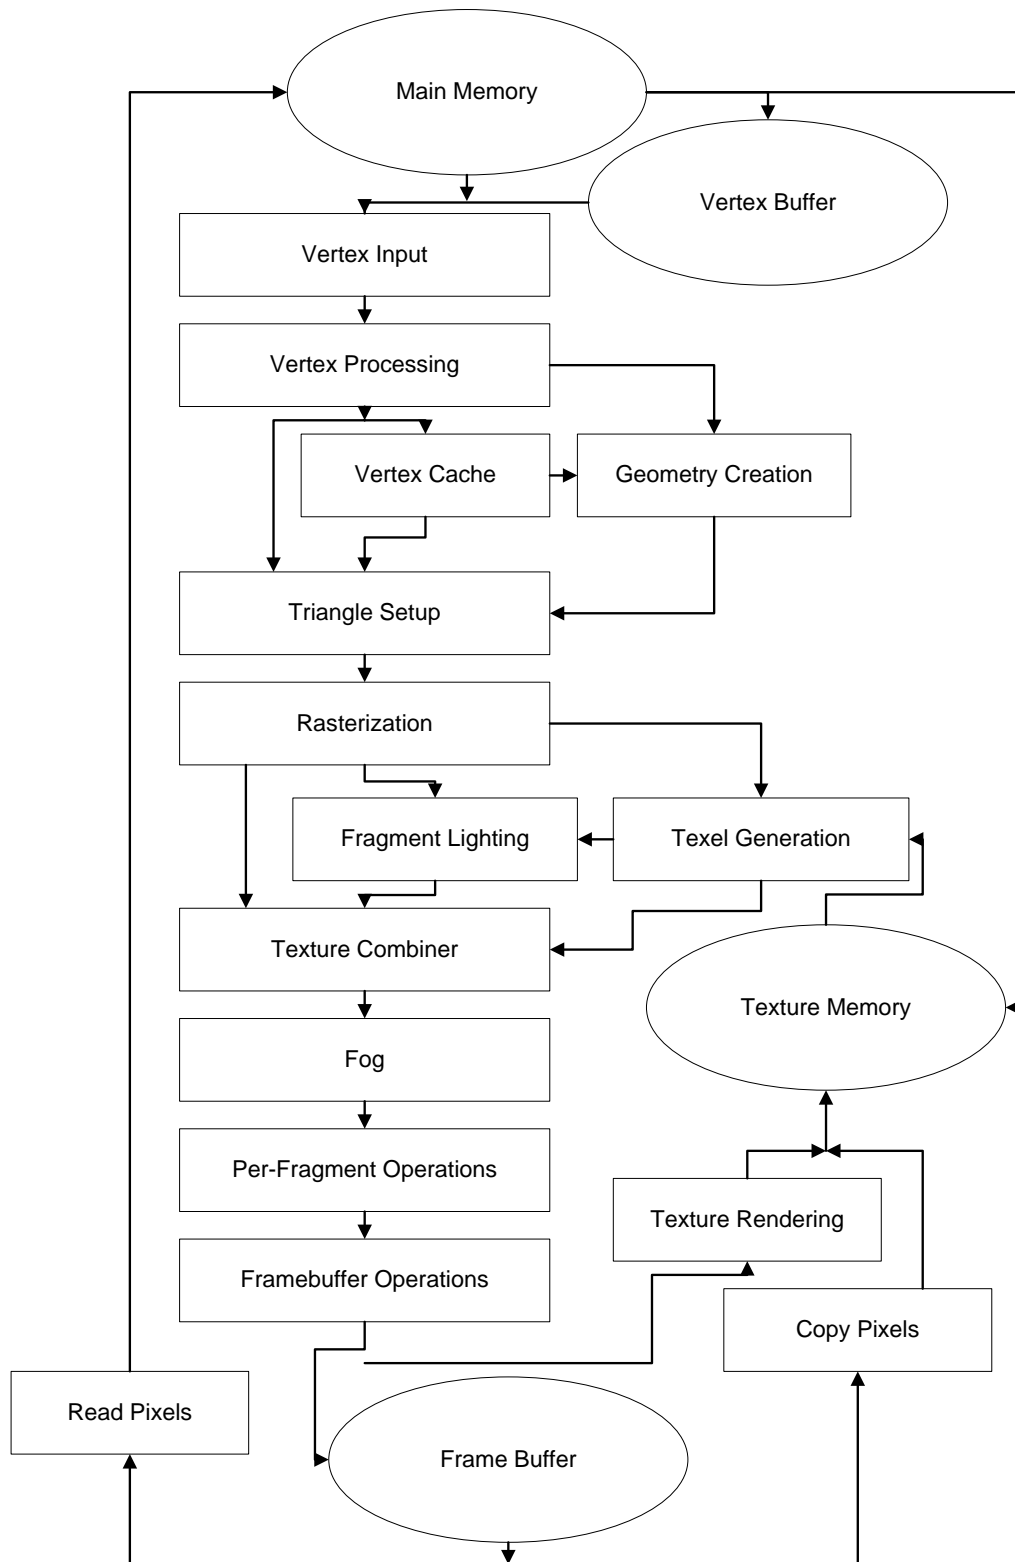 Main Memory
Vertex Buffer
Vertex Input
Vertex Processing
Vertex Cache
Geometry Creation
Triangle Setup
Rasterization
Fragment Lighting
Texel Generation
Texture Combiner
Texture Memory
Fog
Per-Fragment Operations
Texture Rendering
Framebuffer Operations
Copy Pixels
Read Pixels
Frame Buffer